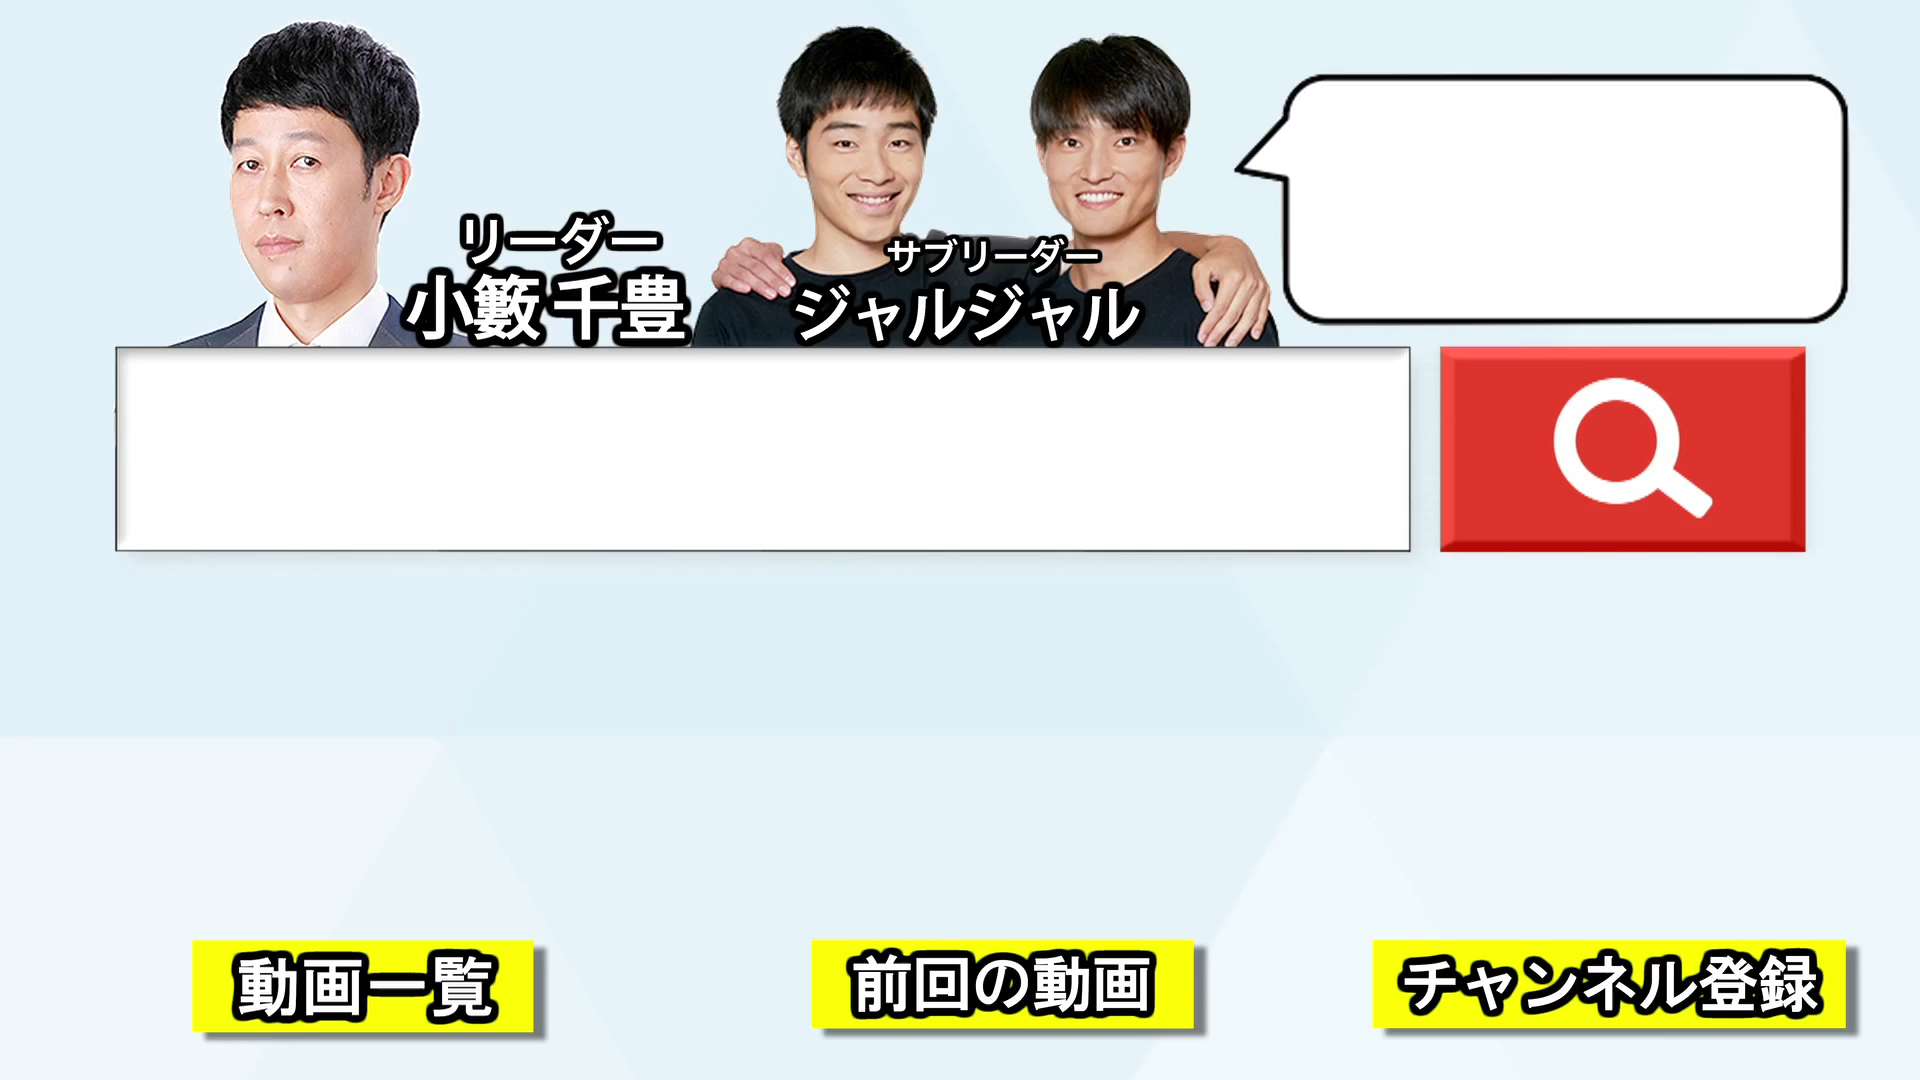 リーダー
小籔 千豊
サブリーダー
ジャルジャル
動画一覧
前回の動画
チャンネル登録